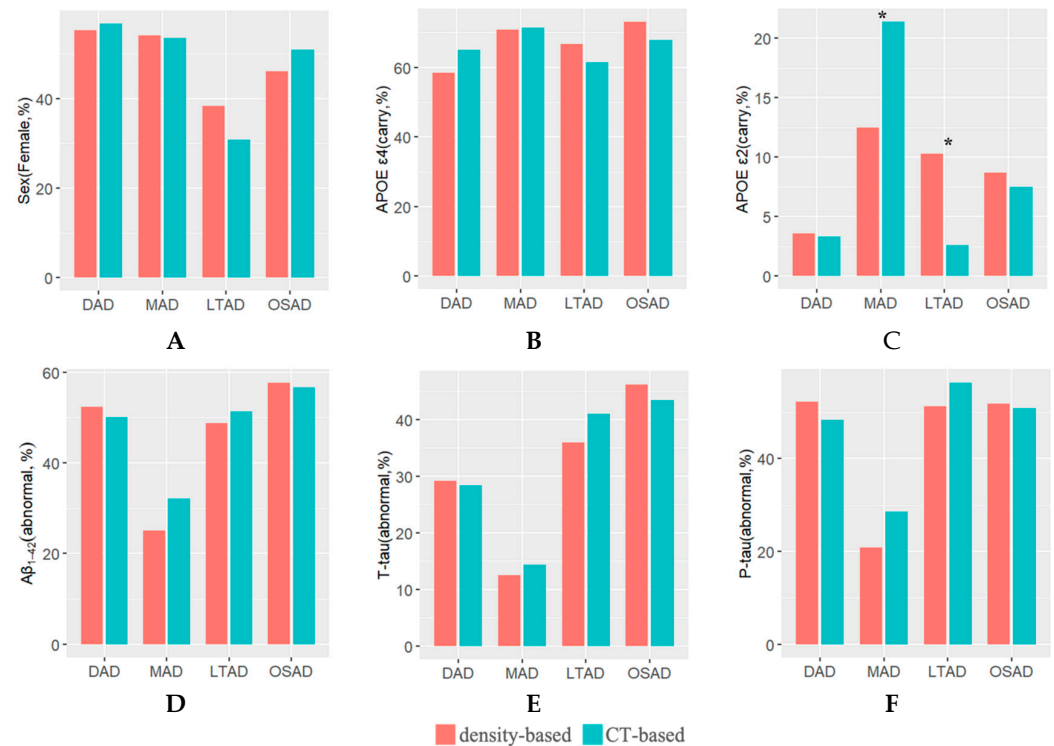 Sex(Female,%)
40
20
0
DAD MAD LTAD OSAD
A
APOE ε4(carry,%)
60
40
20
0
DAD MAD LTAD OSAD
B
APOE ε2(carry,%)
20
15
10
5
0
*
*
DAD MAD LTAD OSAD
C
Aβ₁₋₄₂(abnormal, %)
60
40
20
0
DAD MAD LTAD OSAD
D
T-tau(abnormal,%)
40
30
20
10
0
DAD MAD LTAD OSAD
E
P-tau(abnormal,%)
40
20
0
DAD MAD LTAD OSAD
F
density-based CT-based